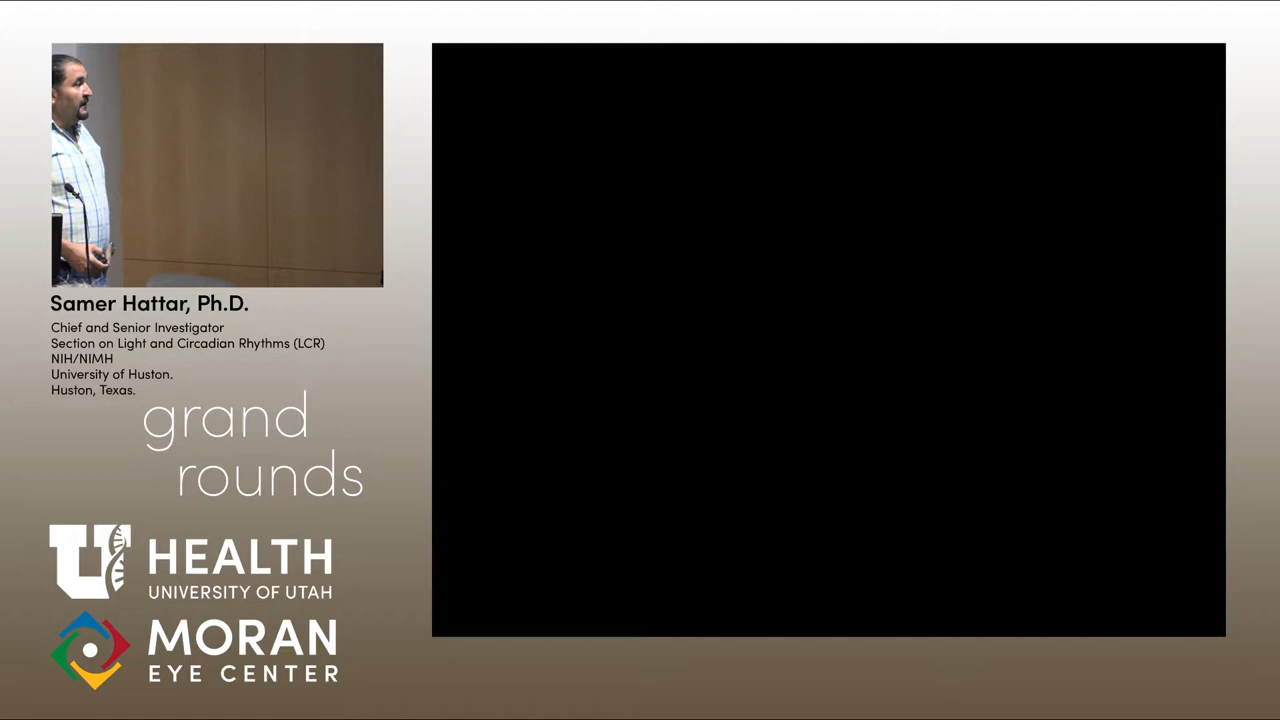 Samer Hattar, Ph.D.
Chief and Senior Investigator
Section on Light and Circadian Rhythms (LCR)
NIH/NIMH
University of Huston.
Huston, Texas.
grand
rounds
U HEALTH
UNIVERSITY OF UTAH
MORAN
EYE CENTER